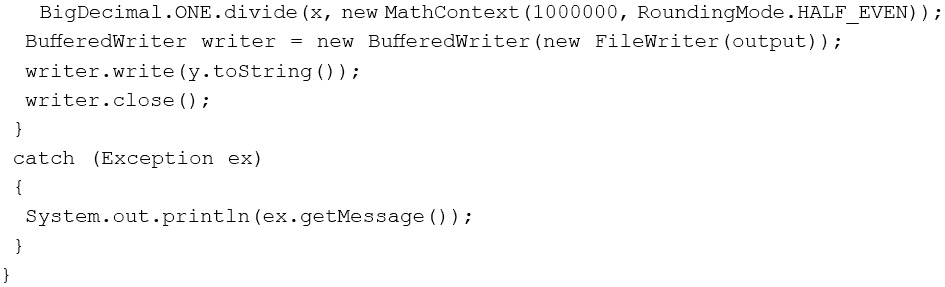 BigDecimal.ONE.divide(x, new MathContext(1000000, RoundingMode.HALF_EVEN));
BufferedWriter writer = new BufferedWriter(new FileWriter(output));
writer.write(y.toString());
writer.close();
}
catch (Exception ex)
{
System.out.println(ex.getMessage());
}
}